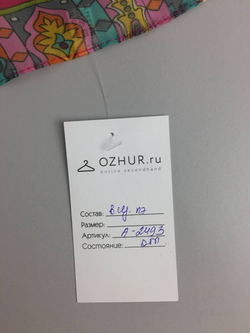 OZHUR.ru
online secondhand
Состав:
Размер:
Артикул: А-2493
Состояние: